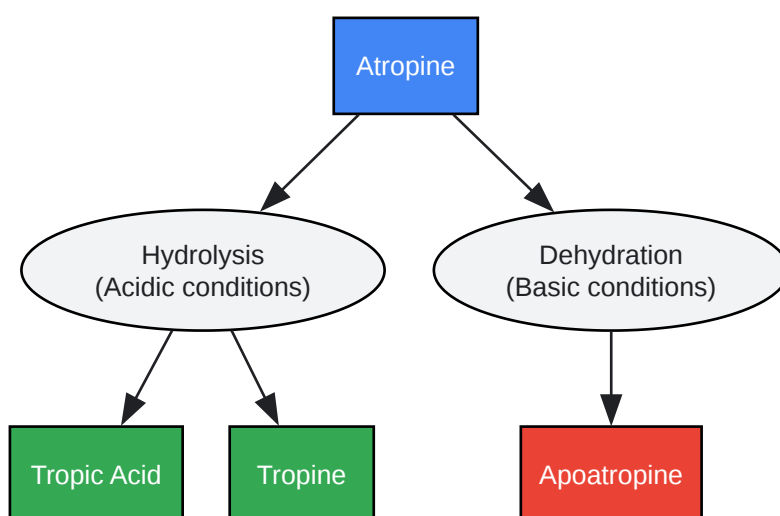 Atropine
Hydrolysis
(Acidic conditions)
Dehydration
(Basic conditions)
Tropic Acid
Tropine
Apoatropine